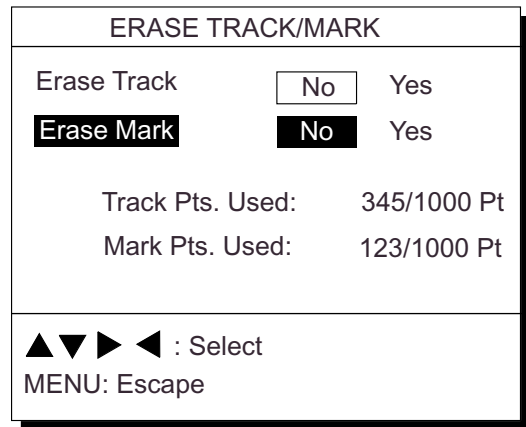 ERASE TRACK/MARK
Erase Track No Yes
Erase Mark No Yes
Track Pts. Used: 345/1000 Pt
Mark Pts. Used: 123/1000 Pt
▲▼▶◀ : Select
MENU: Escape